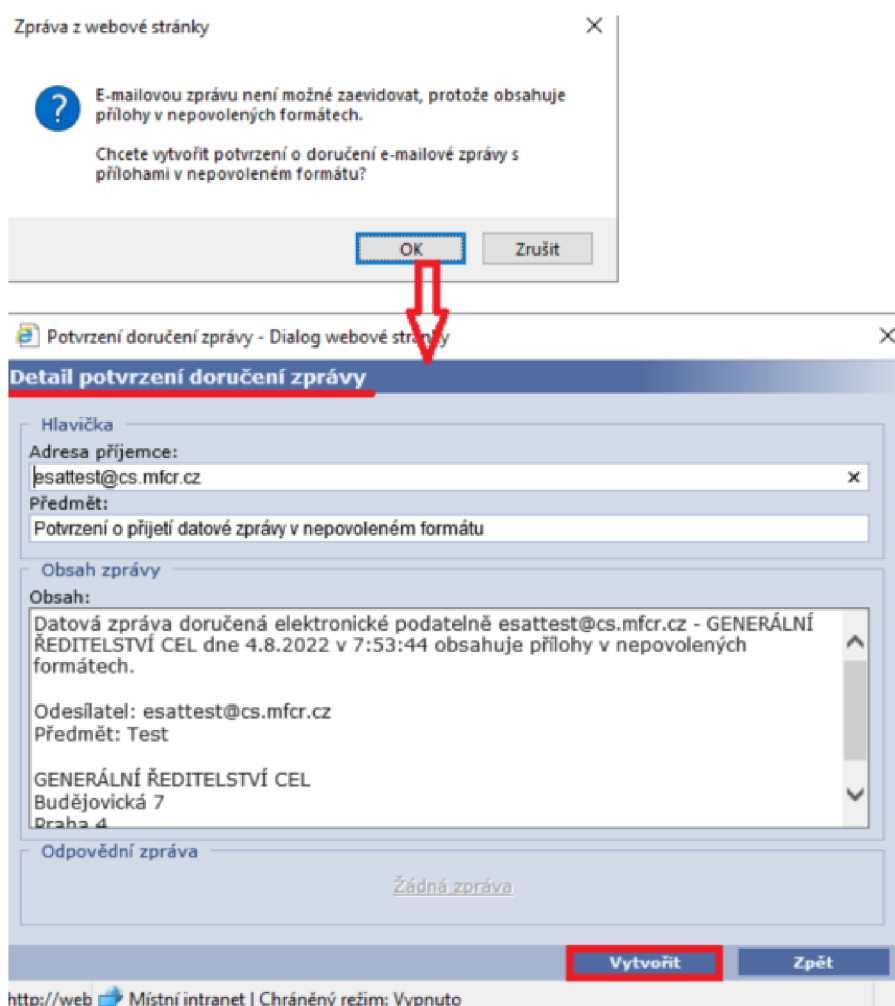 Zpráva z webové stránky
E-mailovou zprávu není možné zaevidovat, protože obsahuje
přílohy v nepovolených formátech.
Chcete vytvořit potvrzení o doručení e-mailové zprávy s
přílohami v nepovoleném formátu?
OK
Zrušit
Potvrzení doručení zprávy - Dialog webové stránky
Detail potvrzení doručení zprávy
Hlavička
Adresa příjemce:
esattest@cs.mfcr.cz
Předmět:
Potvrzení o přijetí datové zprávy v nepovoleném formátu
Obsah zprávy
Obsah:
Datová zpráva doručená elektronické podatelně esattest@cs.mfcr.cz - GENERÁLNÍ
ŘEDITELSTVÍ CEL dne 4.8.2022 v 7:53:44 obsahuje přílohy v nepovolených
formátech.
Odesílatel: esattest@cs.mfcr.cz
Předmět: Test
GENERÁLNÍ ŘEDITELSTVÍ CEL
Budějovická 7
Praha 4
Odpovědní zpráva
Žádná zpráva
Vytvořit
Zpět
http://web
Místní intranet | Chráněný režim: Vypnuto